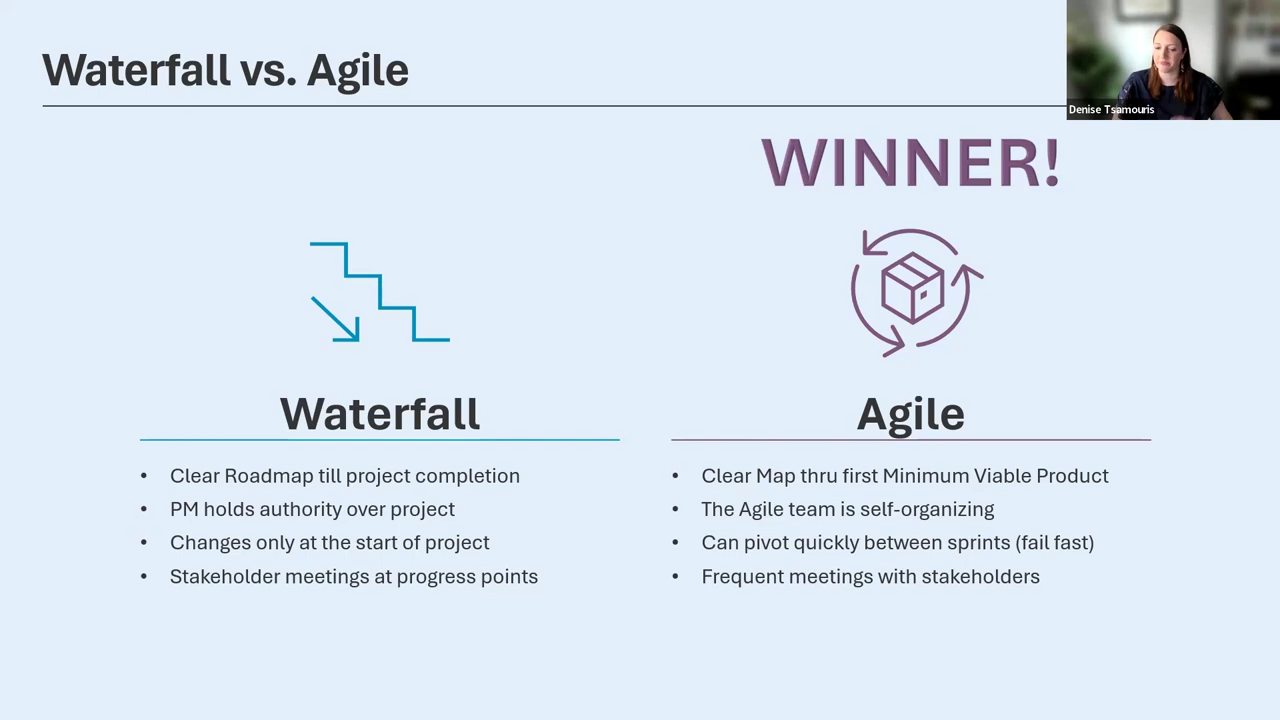 Waterfall vs. Agile
Denise Tsamouris
WINNER!
Waterfall
• Clear Roadmap till project completion
• PM holds authority over project
• Changes only at the start of project
• Stakeholder meetings at progress points
Agile
• Clear Map thru first Minimum Viable Product
• The Agile team is self-organizing
• Can pivot quickly between sprints (fail fast)
• Frequent meetings with stakeholders